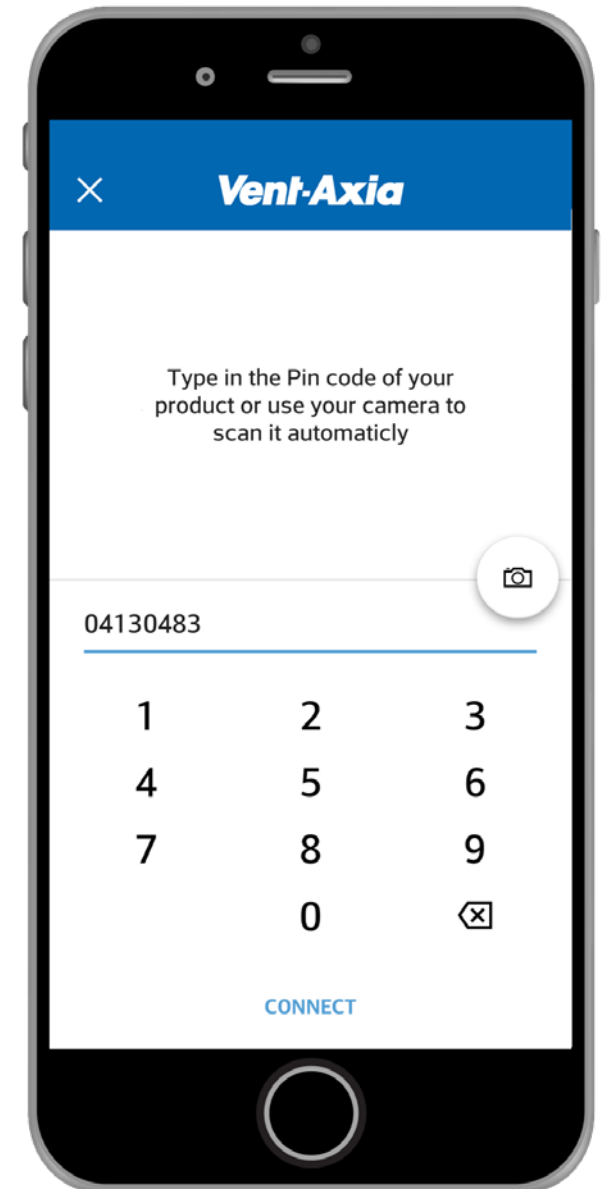 Vent-Axia
Type in the Pin code of your
product or use your camera to
scan it automaticly
04130483
1 2 3
4 5 6
7 8 9
0
CONNECT